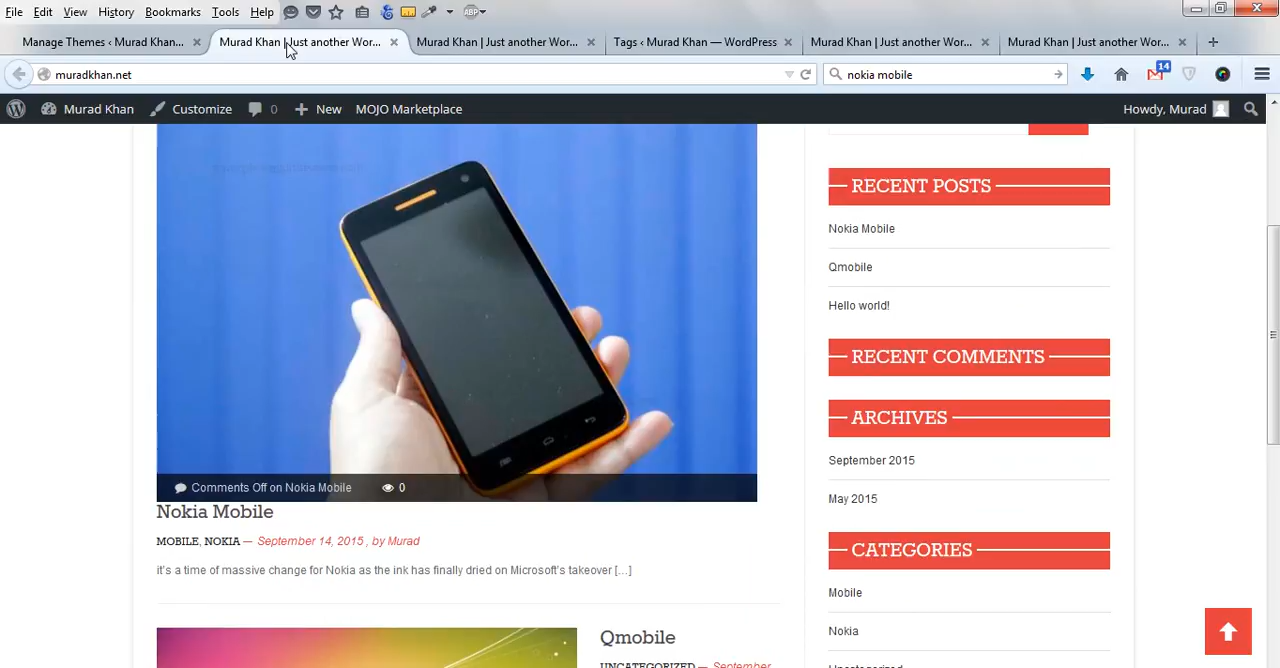 File Edit View History Bookmarks Tools Help ABP
Manage Themes ‹ Murad Khan... Murad Khan | Just another Wor... Murad Khan | Just another Wor... Tags ‹ Murad Khan — WordPress Murad Khan | Just another Wor... Murad Khan | Just another Wor...
muradkhan.net nokia mobile 14
Murad Khan Customize 0 New MOJO Marketplace Howdy, Murad
RECENT POSTS
Nokia Mobile
Qmobile
Hello world!
RECENT COMMENTS
ARCHIVES
September 2015
May 2015
CATEGORIES
Mobile
Nokia
Comments Off on Nokia Mobile 0
Nokia Mobile
MOBILE, NOKIA — September 14, 2015 , by Murad
it's a time of massive change for Nokia as the ink has finally dried on Microsoft's takeover [...]
Qmobile
UNCATEGORIZED — September
Uncategorized